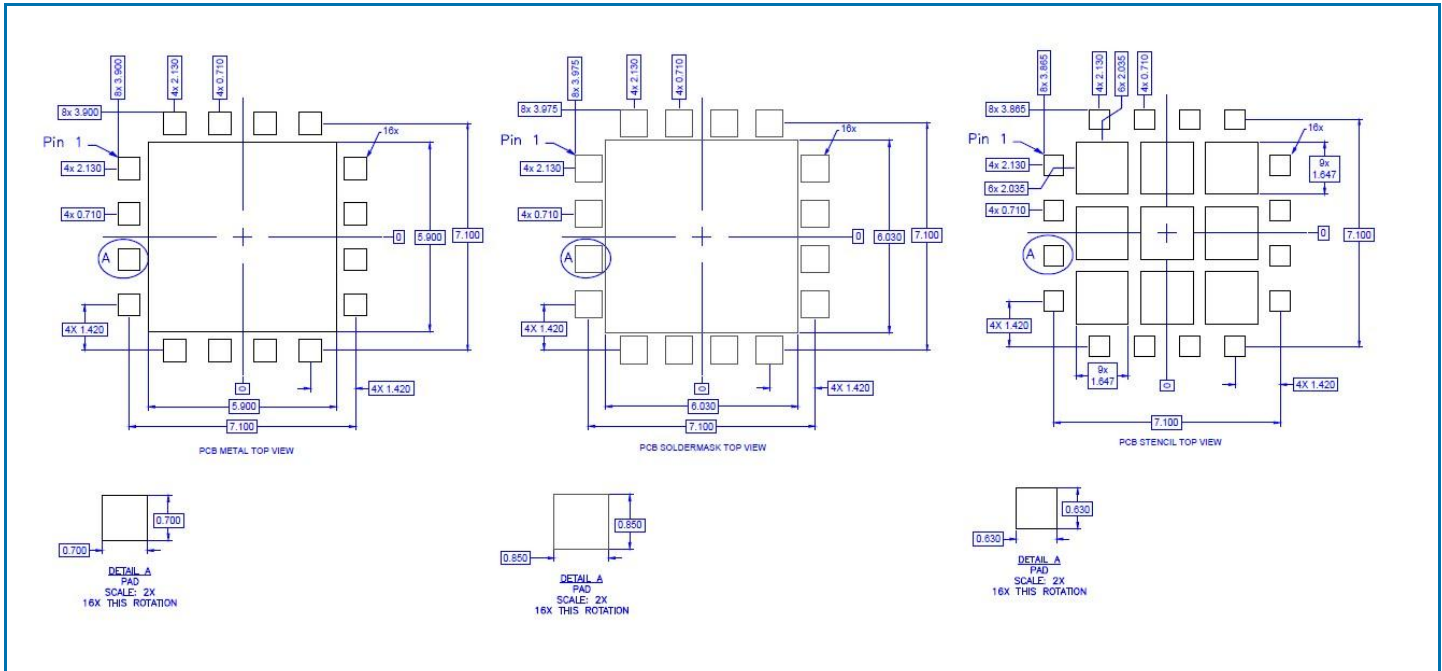 8x 3.900
4x 2.130
4x 0.710
8x 3.900
Pin 1
16x
4x 2.130
4x 0.710
0
5.900
7.100
A
4X 1.420
0
4X 1.420
5.900
7.100
PCB METAL TOP VIEW
0.700
0.700
DETAIL A
PAD
SCALE: 2X
16X THIS ROTATION
8x 3.975
4x 2.130
4x 0.710
8x 3.975
Pin 1
16x
4x 2.130
4x 0.710
0
6.030
7.100
A
4X 1.420
0
4X 1.420
6.030
7.100
PCB SOLDERMASK TOP VIEW
0.850
0.850
DETAIL A
PAD
SCALE: 2X
16X THIS ROTATION
8x 3.865
4x 2.130
6x 2.035
4x 0.710
8x 3.865
Pin 1
16x
4x 2.130
9x
1.647
6x 2.035
4x 0.710
0
7.100
A
4X 1.420
0
9x
1.647
4X 1.420
7.100
PCB STENCIL TOP VIEW
0.630
0.630
DETAIL A
PAD
SCALE: 2X
16X THIS ROTATION